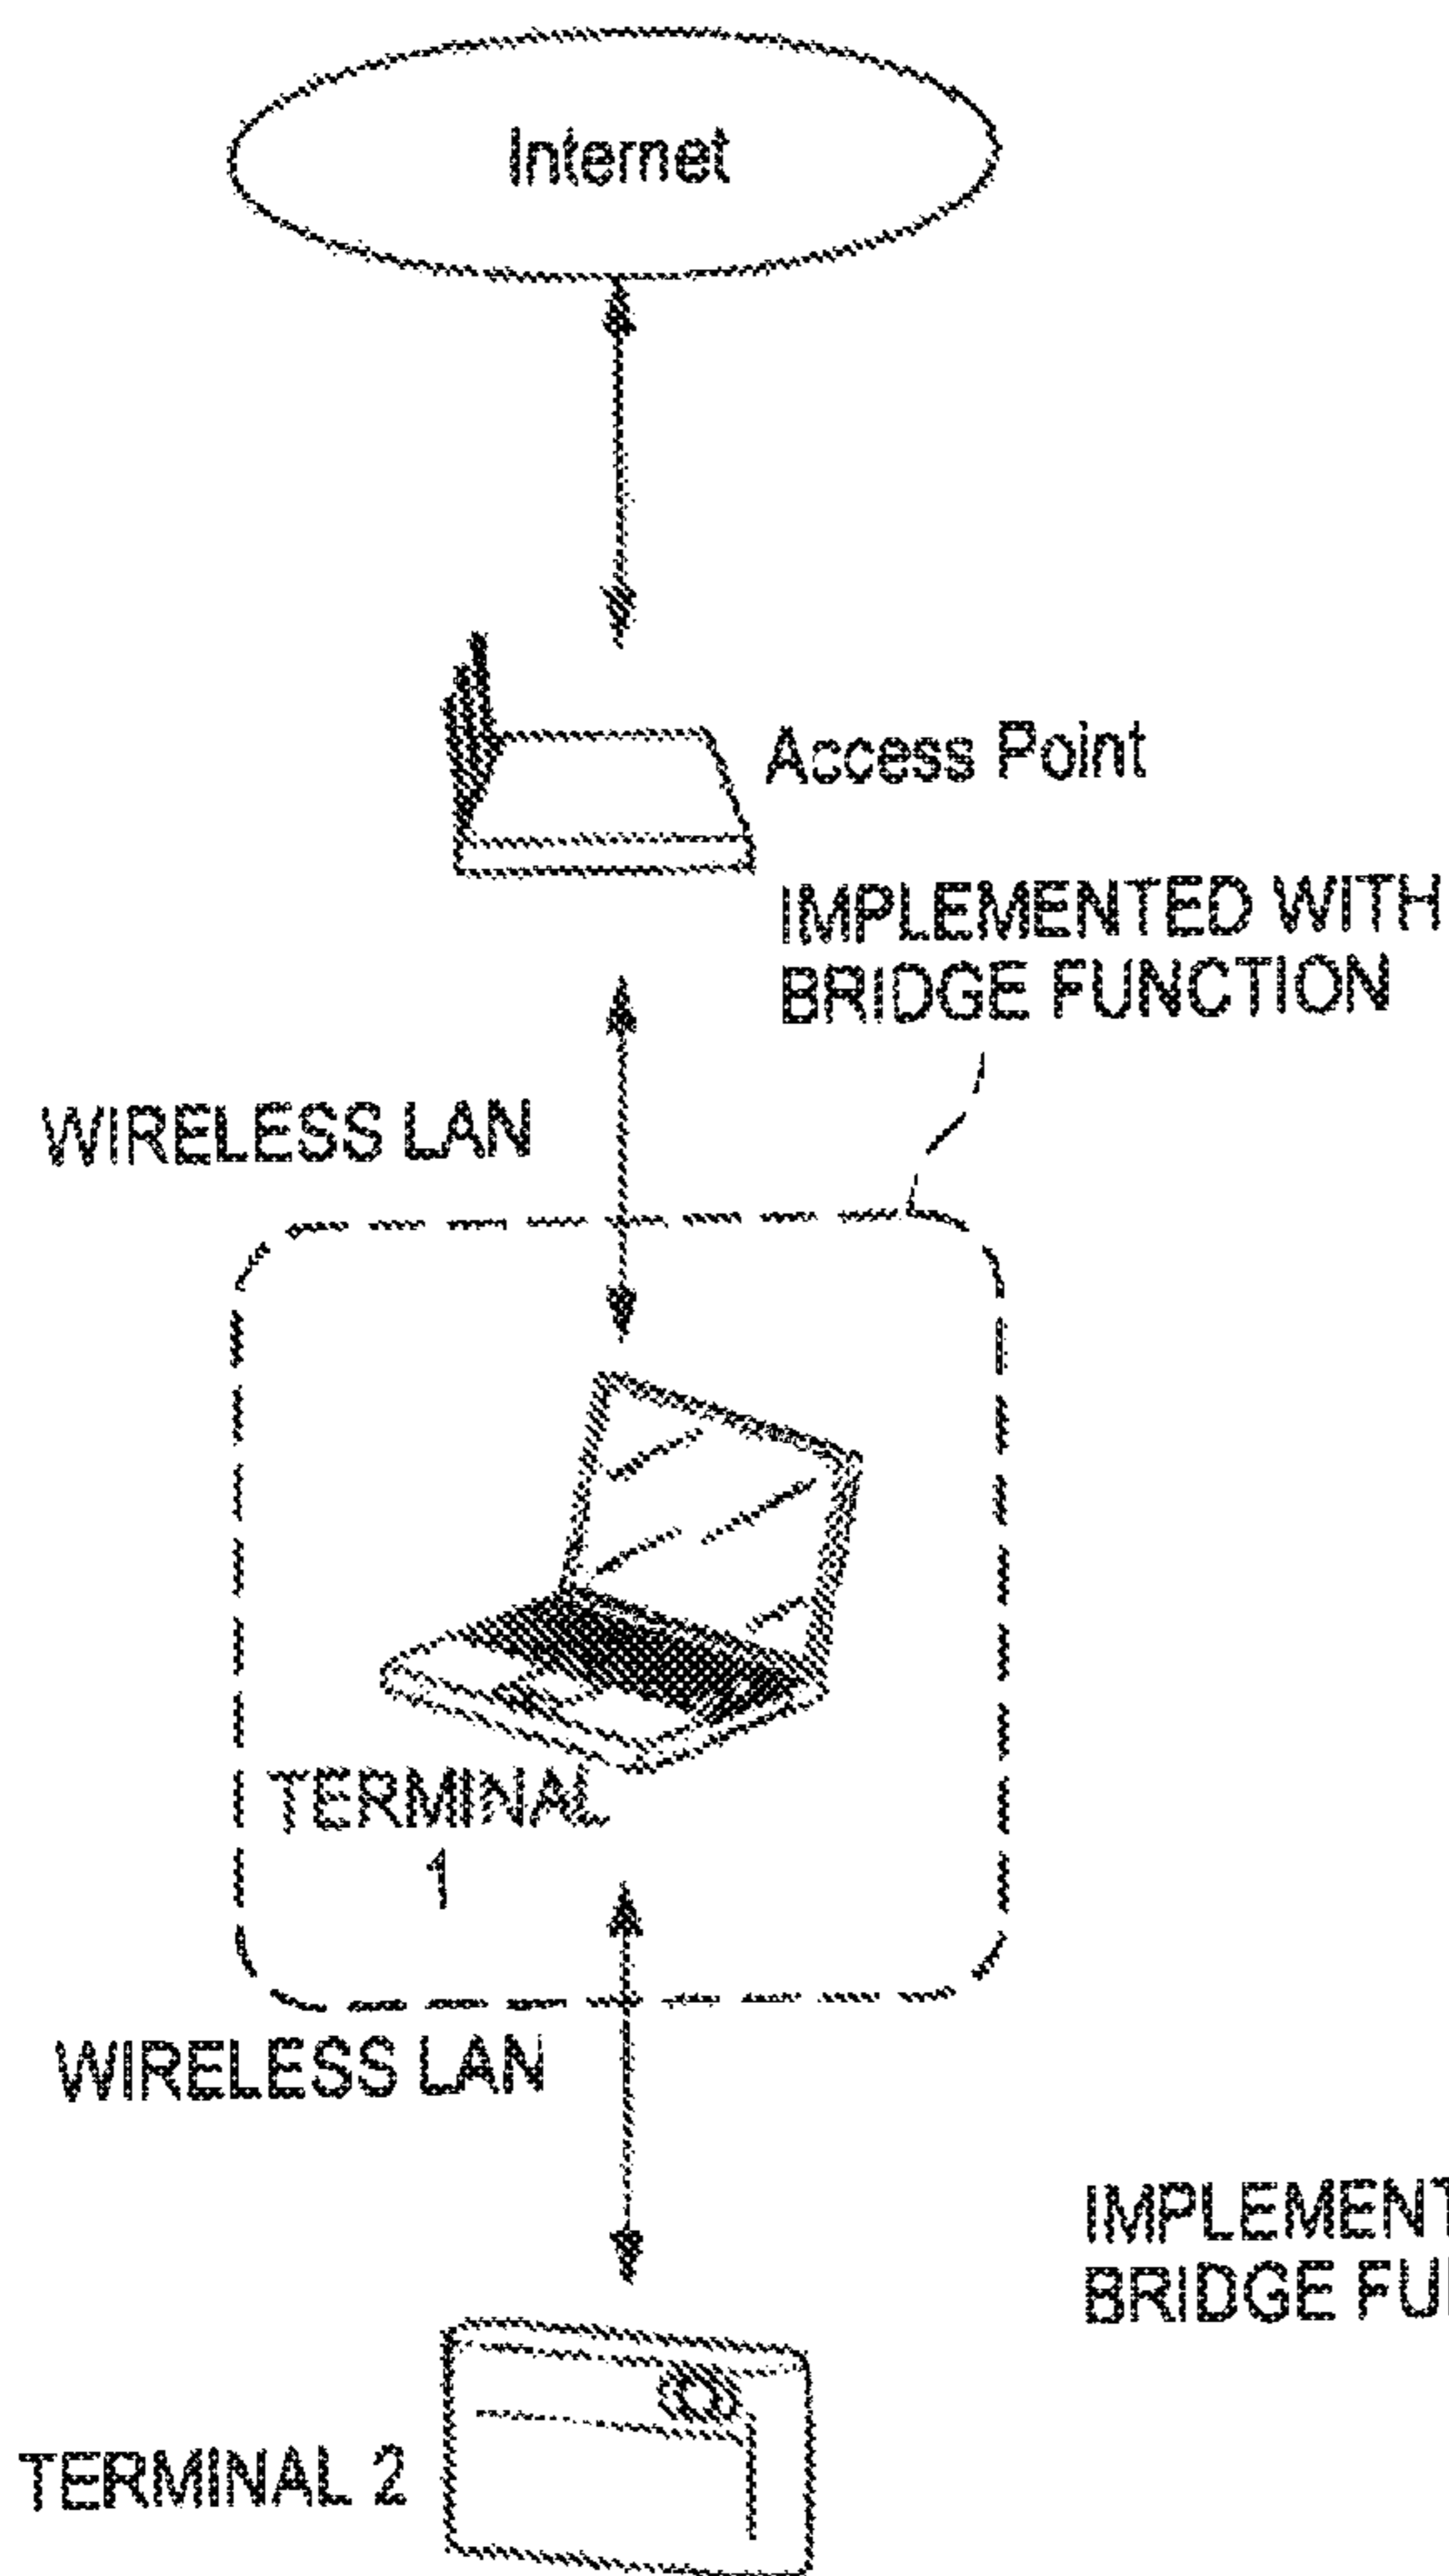 Internet
Access Point
IMPLEMENTED WITH
BRIDGE FUNCTION
WIRELESS LAN
TERMINAL
1
WIRELESS LAN
IMPLEMENT
BRIDGE FU
TERMINAL 2